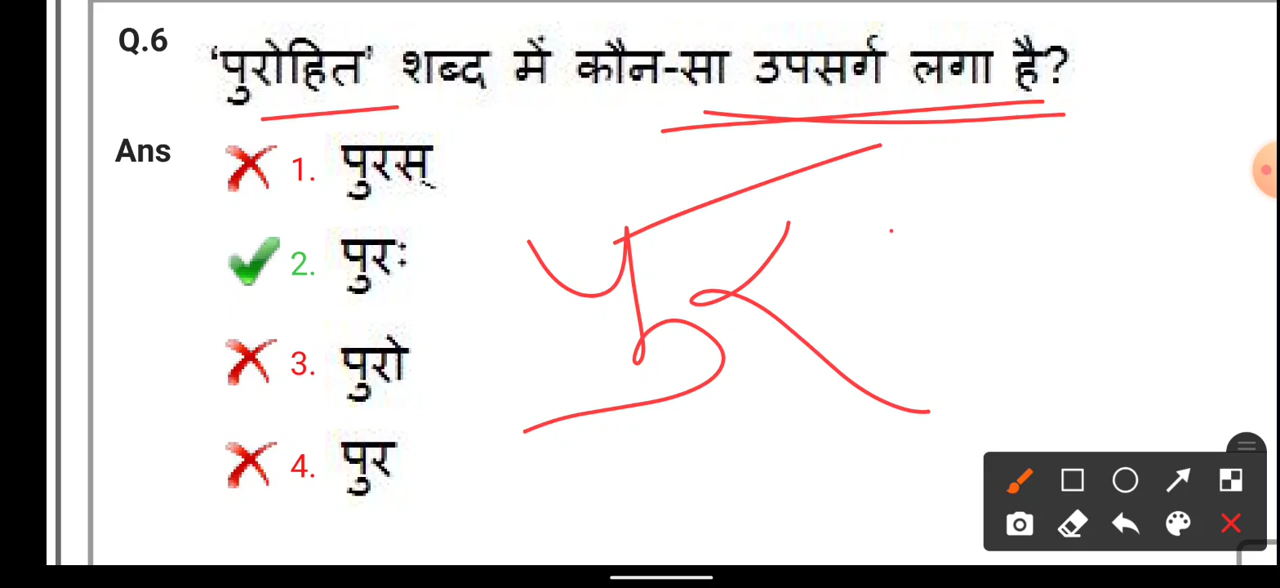 Q.6 ‘पुरोहित’ शब्द में कौन-सा उपसर्ग लगा है?
Ans 1. पुरस्
2. पुरः
3. पुरो
4. पुर
पुर